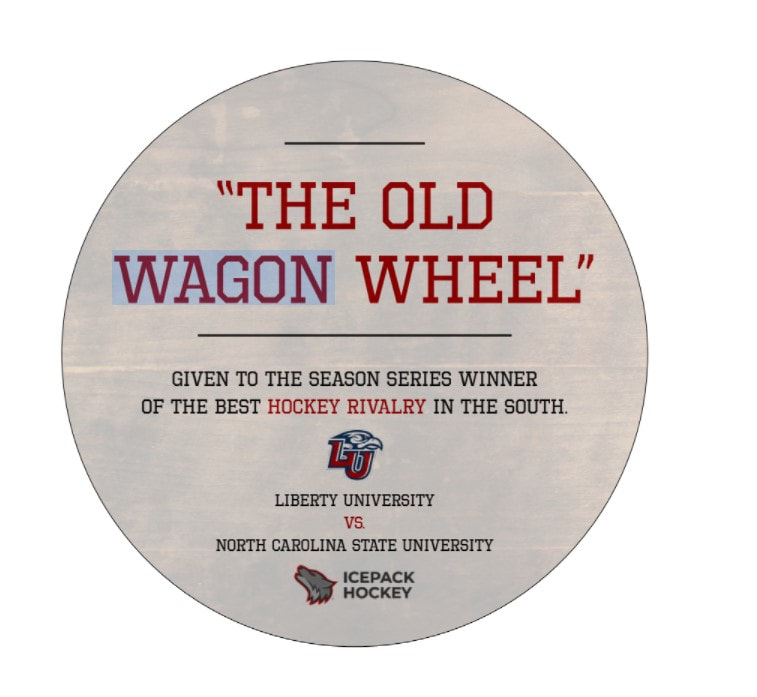 “THE OLD
WAGON WHEEL”
GIVEN TO THE SEASON SERIES WINNER
OF THE BEST HOCKEY RIVALRY IN THE SOUTH.
LU
LIBERTY UNIVERSITY
VS.
NORTH CAROLINA STATE UNIVERSITY
ICEPACK
HOCKEY